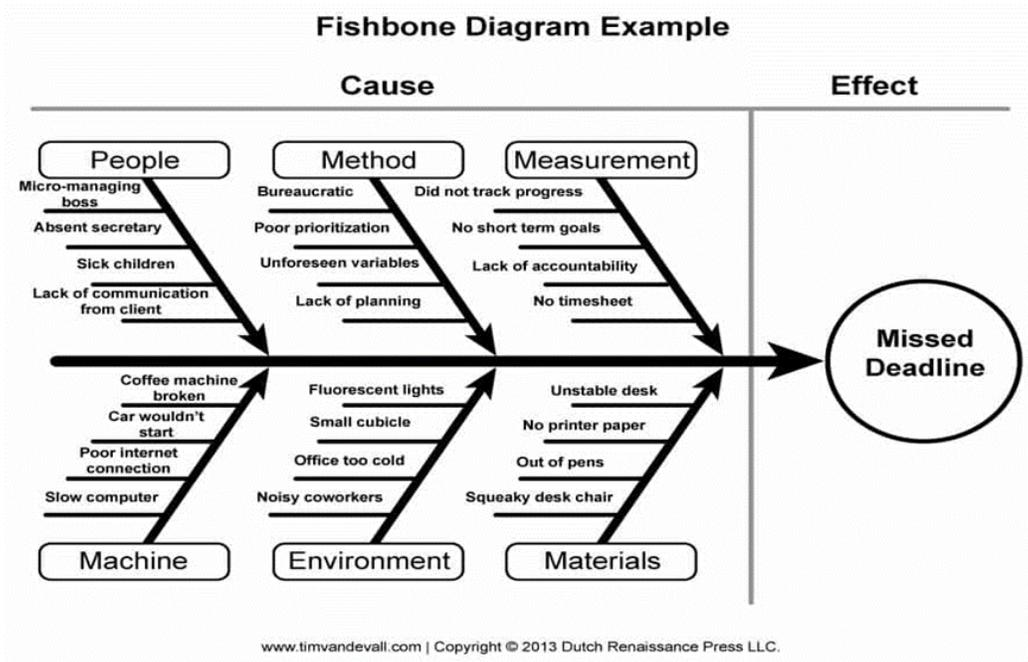 Fishbone Diagram Example
Cause
Effect
People
Method
Measurement
Micro-managing
boss
Absent secretary
Sick children
Lack of communication
from client
Bureaucratic
Poor prioritization
Unforeseen variables
Lack of planning
Did not track progress
No short term goals
Lack of accountability
No timesheet
Missed
Deadline
Coffee machine
broken
Car wouldn't
start
Poor internet
connection
Slow computer
Fluorescent lights
Small cubicle
Office too cold
Noisy coworkers
Unstable desk
No printer paper
Out of pens
Squeaky desk chair
Machine
Environment
Materials
www.timvandevall.com | Copyright © 2013 Dutch Renaissance Press LLC.